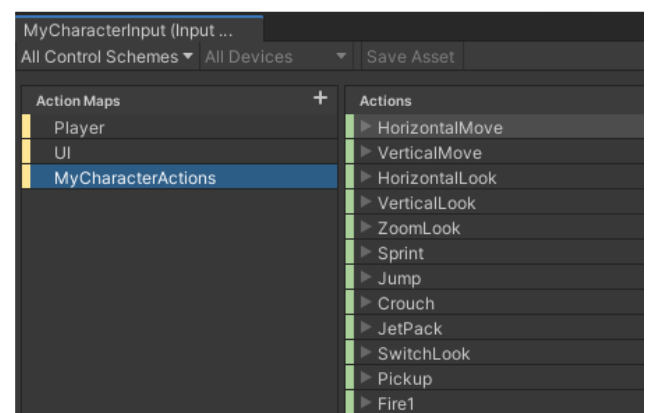 MyCharacterInput (Input ...
All Control Schemes All Devices Save Asset
Action Maps +
Player
UI
MyCharacterActions
Actions
HorizontalMove
VerticalMove
HorizontalLook
VerticalLook
ZoomLook
Sprint
Jump
Crouch
JetPack
SwitchLook
Pickup
Fire1